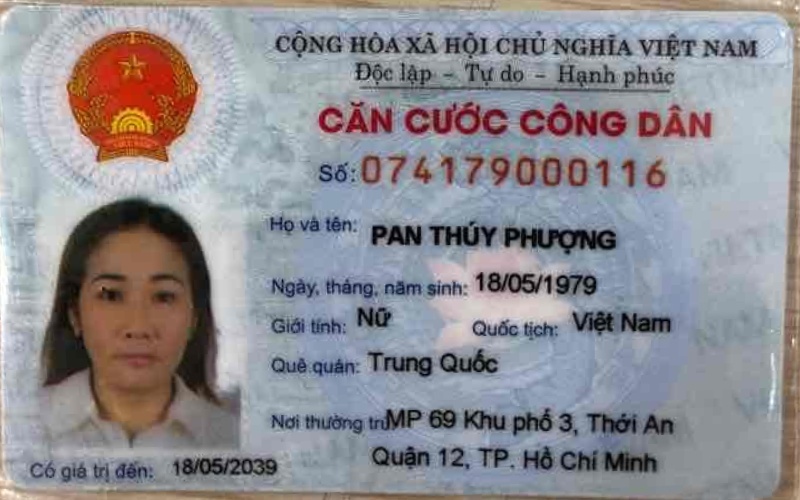 CỘNG HÒA XÃ HỘI CHỦ NGHĨA VIỆT NAM
Độc lập - Tự do - Hạnh phúc
CĂN CƯỚC CÔNG DÂN
Số: 074179000116
Họ và tên: PAN THÚY PHƯỢNG
Ngày, tháng, năm sinh: 18/05/1979
Giới tính: Nữ Quốc tịch: Việt Nam
Quê quán: Trung Quốc
Nơi thường trú MP 69 Khu phố 3, Thới An
Quận 12, TP. Hồ Chí Minh
Có giá trị đến: 18/05/2039